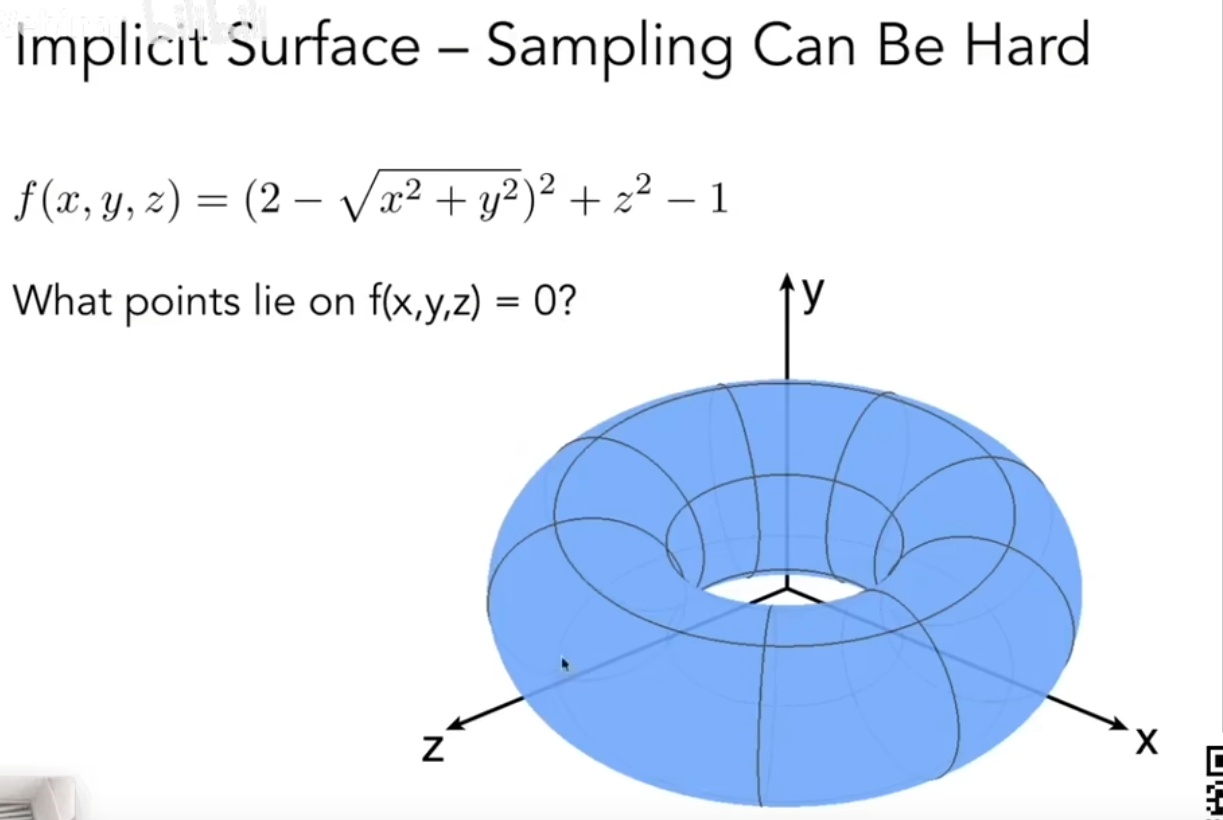 Implicit Surface – Sampling Can Be Hard
f(x, y, z) = (2 − √(x² + y²))² + z² − 1
What points lie on f(x,y,z) = 0?
y
z
x